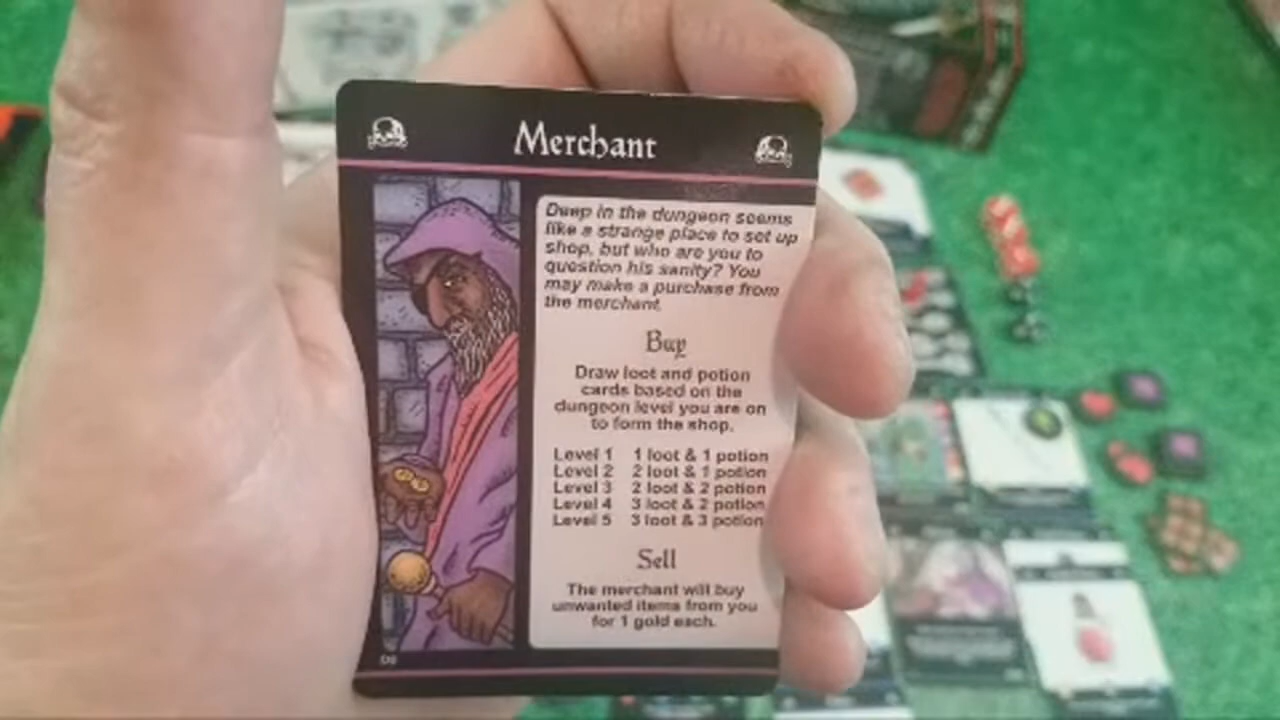 Merchant
Deep in the dungeon seems
like a strange place to set up
shop, but who are you to
question his sanity? You
may make a purchase from
the merchant.
Buy
Draw loot and potion
cards based on the
dungeon level you are on
to form the shop.
Level 1 1 loot & 1 potion
Level 2 2 loot & 1 potion
Level 3 2 loot & 2 potion
Level 4 3 loot & 2 potion
Level 5 3 loot & 3 potion
Sell
The merchant will buy
unwanted items from you
for 1 gold each.